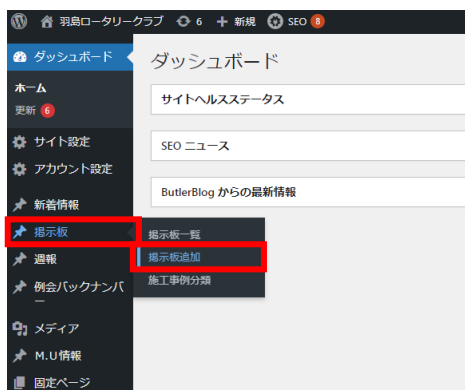 羽島ロータリークラブ 6 新規 SEO 8
ダッシュボード
ホーム
更新 6
サイト設定
アカウント設定
新着情報
掲示板
週報
例会バックナンバ
ー
メディア
M.U情報
固定ページ
掲示板一覧
掲示板追加
施工事例分類
ダッシュボード
サイトヘルスステータス
SEO ニュース
ButlerBlog からの最新情報